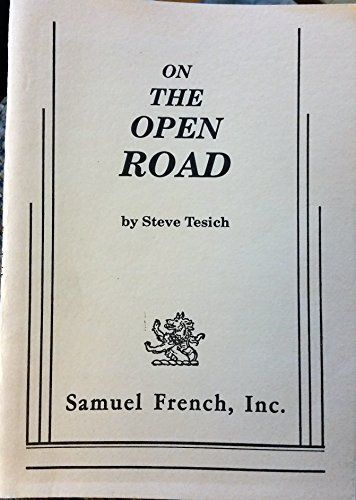 ON
THE
OPEN
ROAD
by Steve Tesich
Samuel French, Inc.